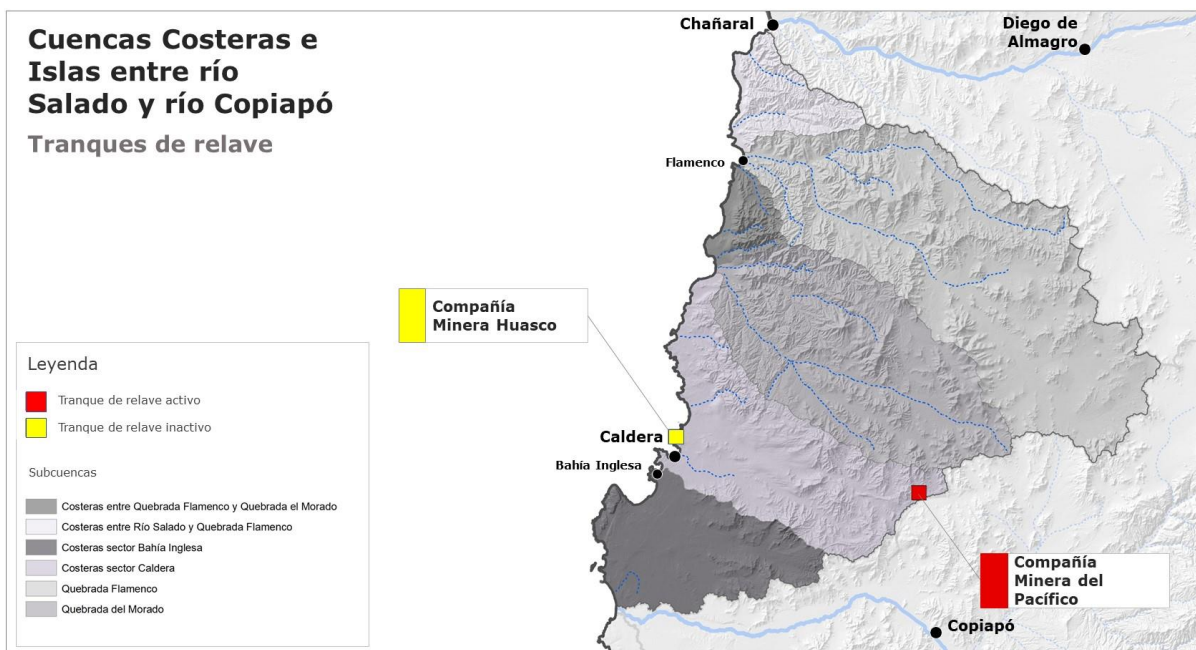 Cuencas Costeras e
Islas entre río
Salado y río Copiapó
Tranques de relave
Chañaral
Diego de
Almagro
Flamenco
Compañía
Minera Huasco
Caldera
Bahía Inglesa
Compañía
Minera del
Pacífico
Copiapó
Leyenda
Tranque de relave activo
Tranque de relave inactivo
Subcuencas
Costeras entre Quebrada Flamenco y Quebrada el Morado
Costeras entre Río Salado y Quebrada Flamenco
Costeras sector Bahía Inglesa
Costeras sector Caldera
Quebrada Flamenco
Quebrada del Morado